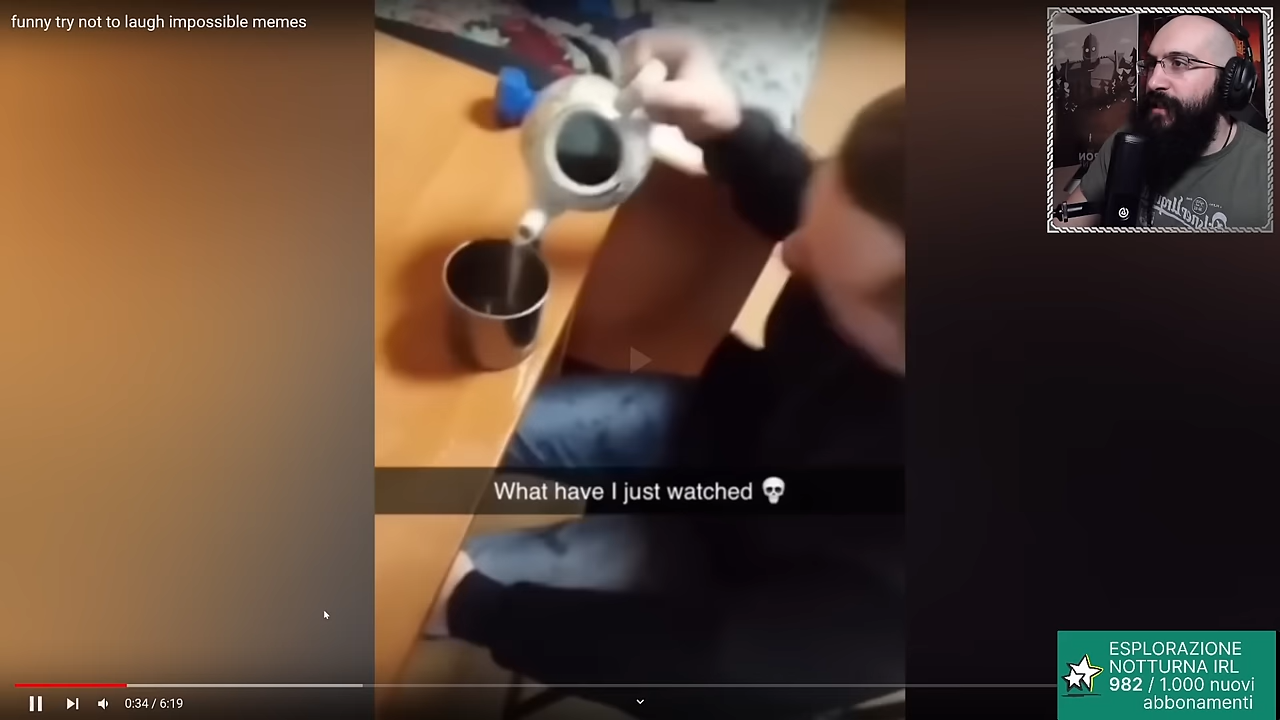 funny try not to laugh impossible memes
What have I just watched 💀
0:34 / 6:19
ESPLORAZIONE
NOTTURNA IRL
982 / 1.000 nuovi
abbonamenti